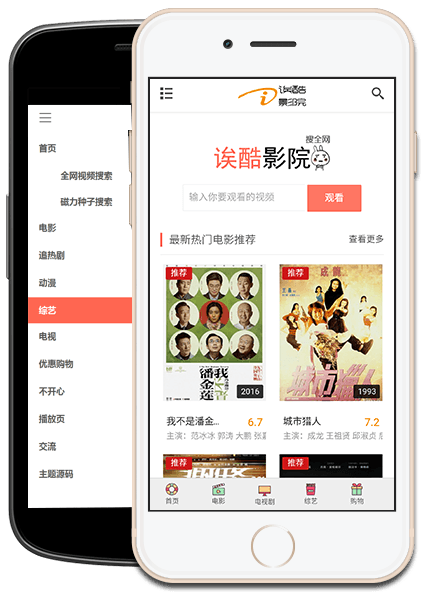 首页
全网视频搜索
磁力种子搜索
电影
追热剧
动漫
综艺
电视
优惠购物
不开心
播放页
交流
主题源码
诶酷
影院
搜全网
诶酷影院
输入你要观看的视频
观看
最新热门电影推荐
查看更多
推荐
我不是潘金莲
2016
推荐
成龍
城市猎人
1993
我不是潘金... 6.7
主演：范冰冰 郭涛 大鹏 张嘉
城市猎人 7.2
主演：成龙 王祖贤 邱淑贞
推荐
推荐
首页
电影
电视剧
综艺
购物